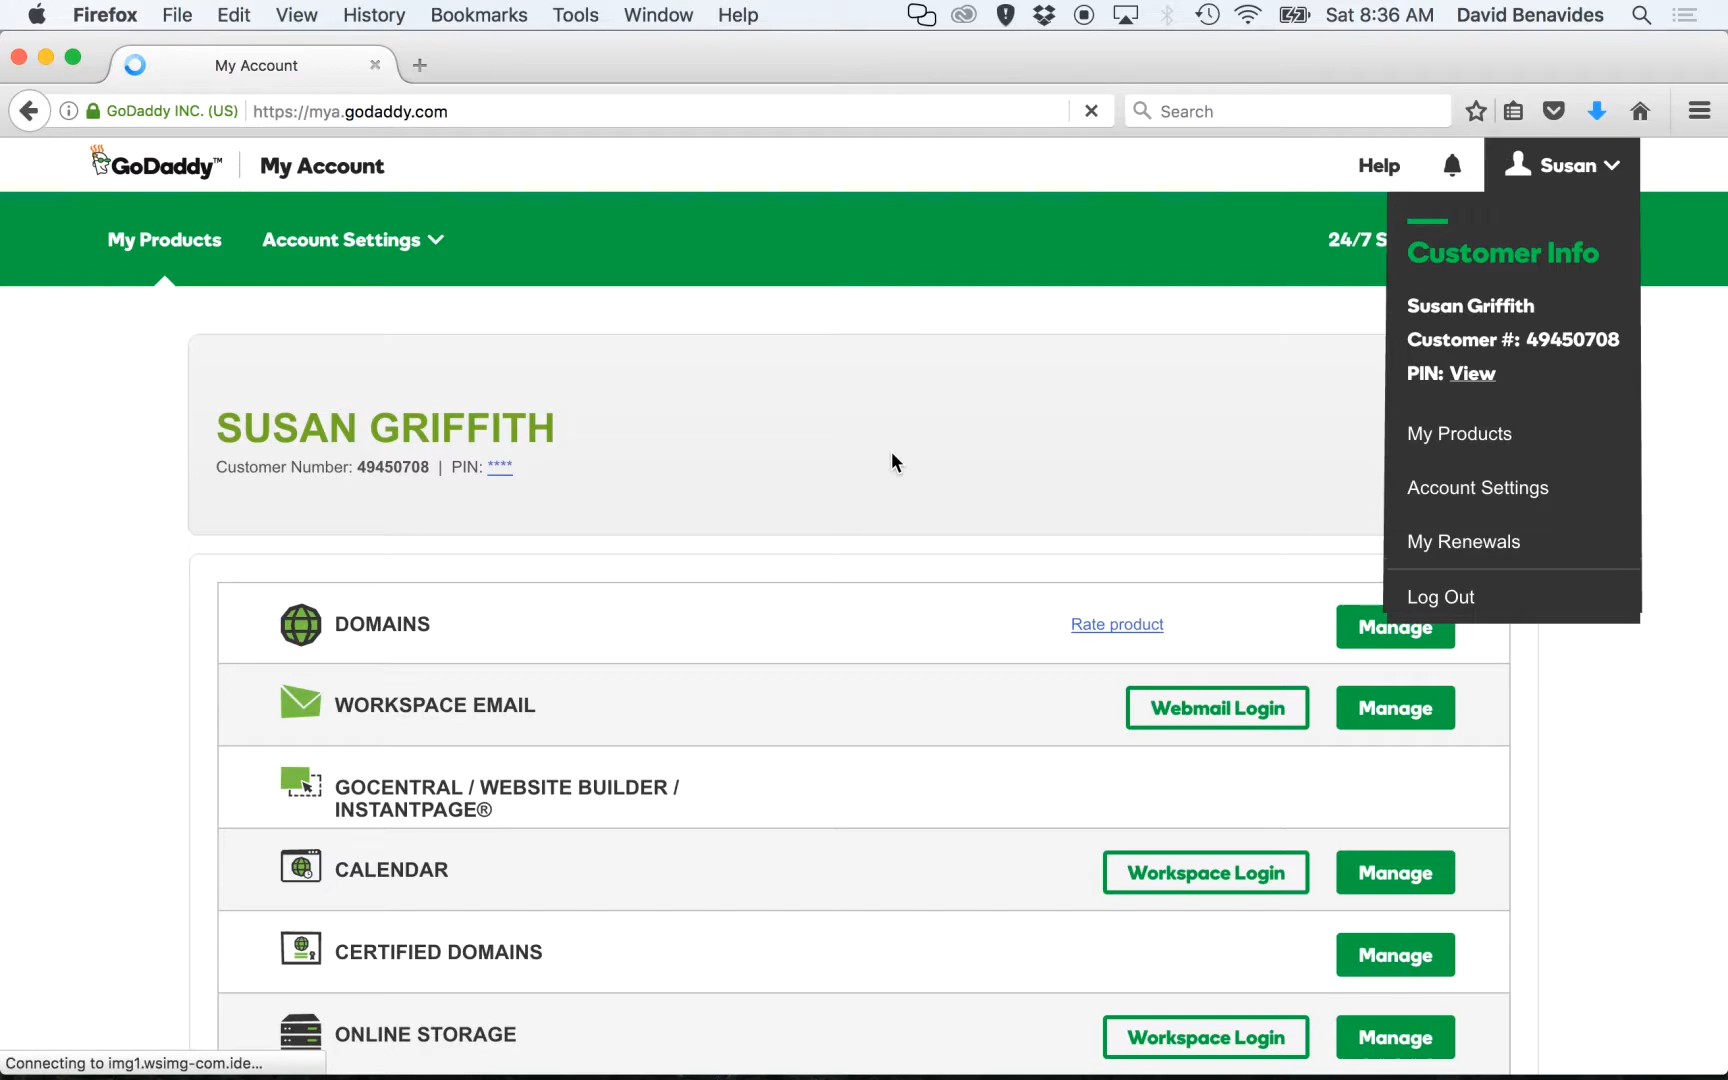 Firefox File Edit View History Bookmarks Tools Window Help Sat 8:36 AM David Benavides
My Account
GoDaddy INC. (US) https://mya.godaddy.com Search
GoDaddy™ My Account Help Susan
My Products Account Settings 24/7 S
Customer Info
Susan Griffith
Customer #: 49450708
PIN: View
My Products
Account Settings
My Renewals
Log Out
SUSAN GRIFFITH
Customer Number: 49450708 | PIN: ****
DOMAINS Rate product Manage
WORKSPACE EMAIL Webmail Login Manage
GOCENTRAL / WEBSITE BUILDER /
INSTANTPAGE®
CALENDAR Workspace Login Manage
CERTIFIED DOMAINS Manage
ONLINE STORAGE Workspace Login Manage
Connecting to img1.wsimg-com.ide...